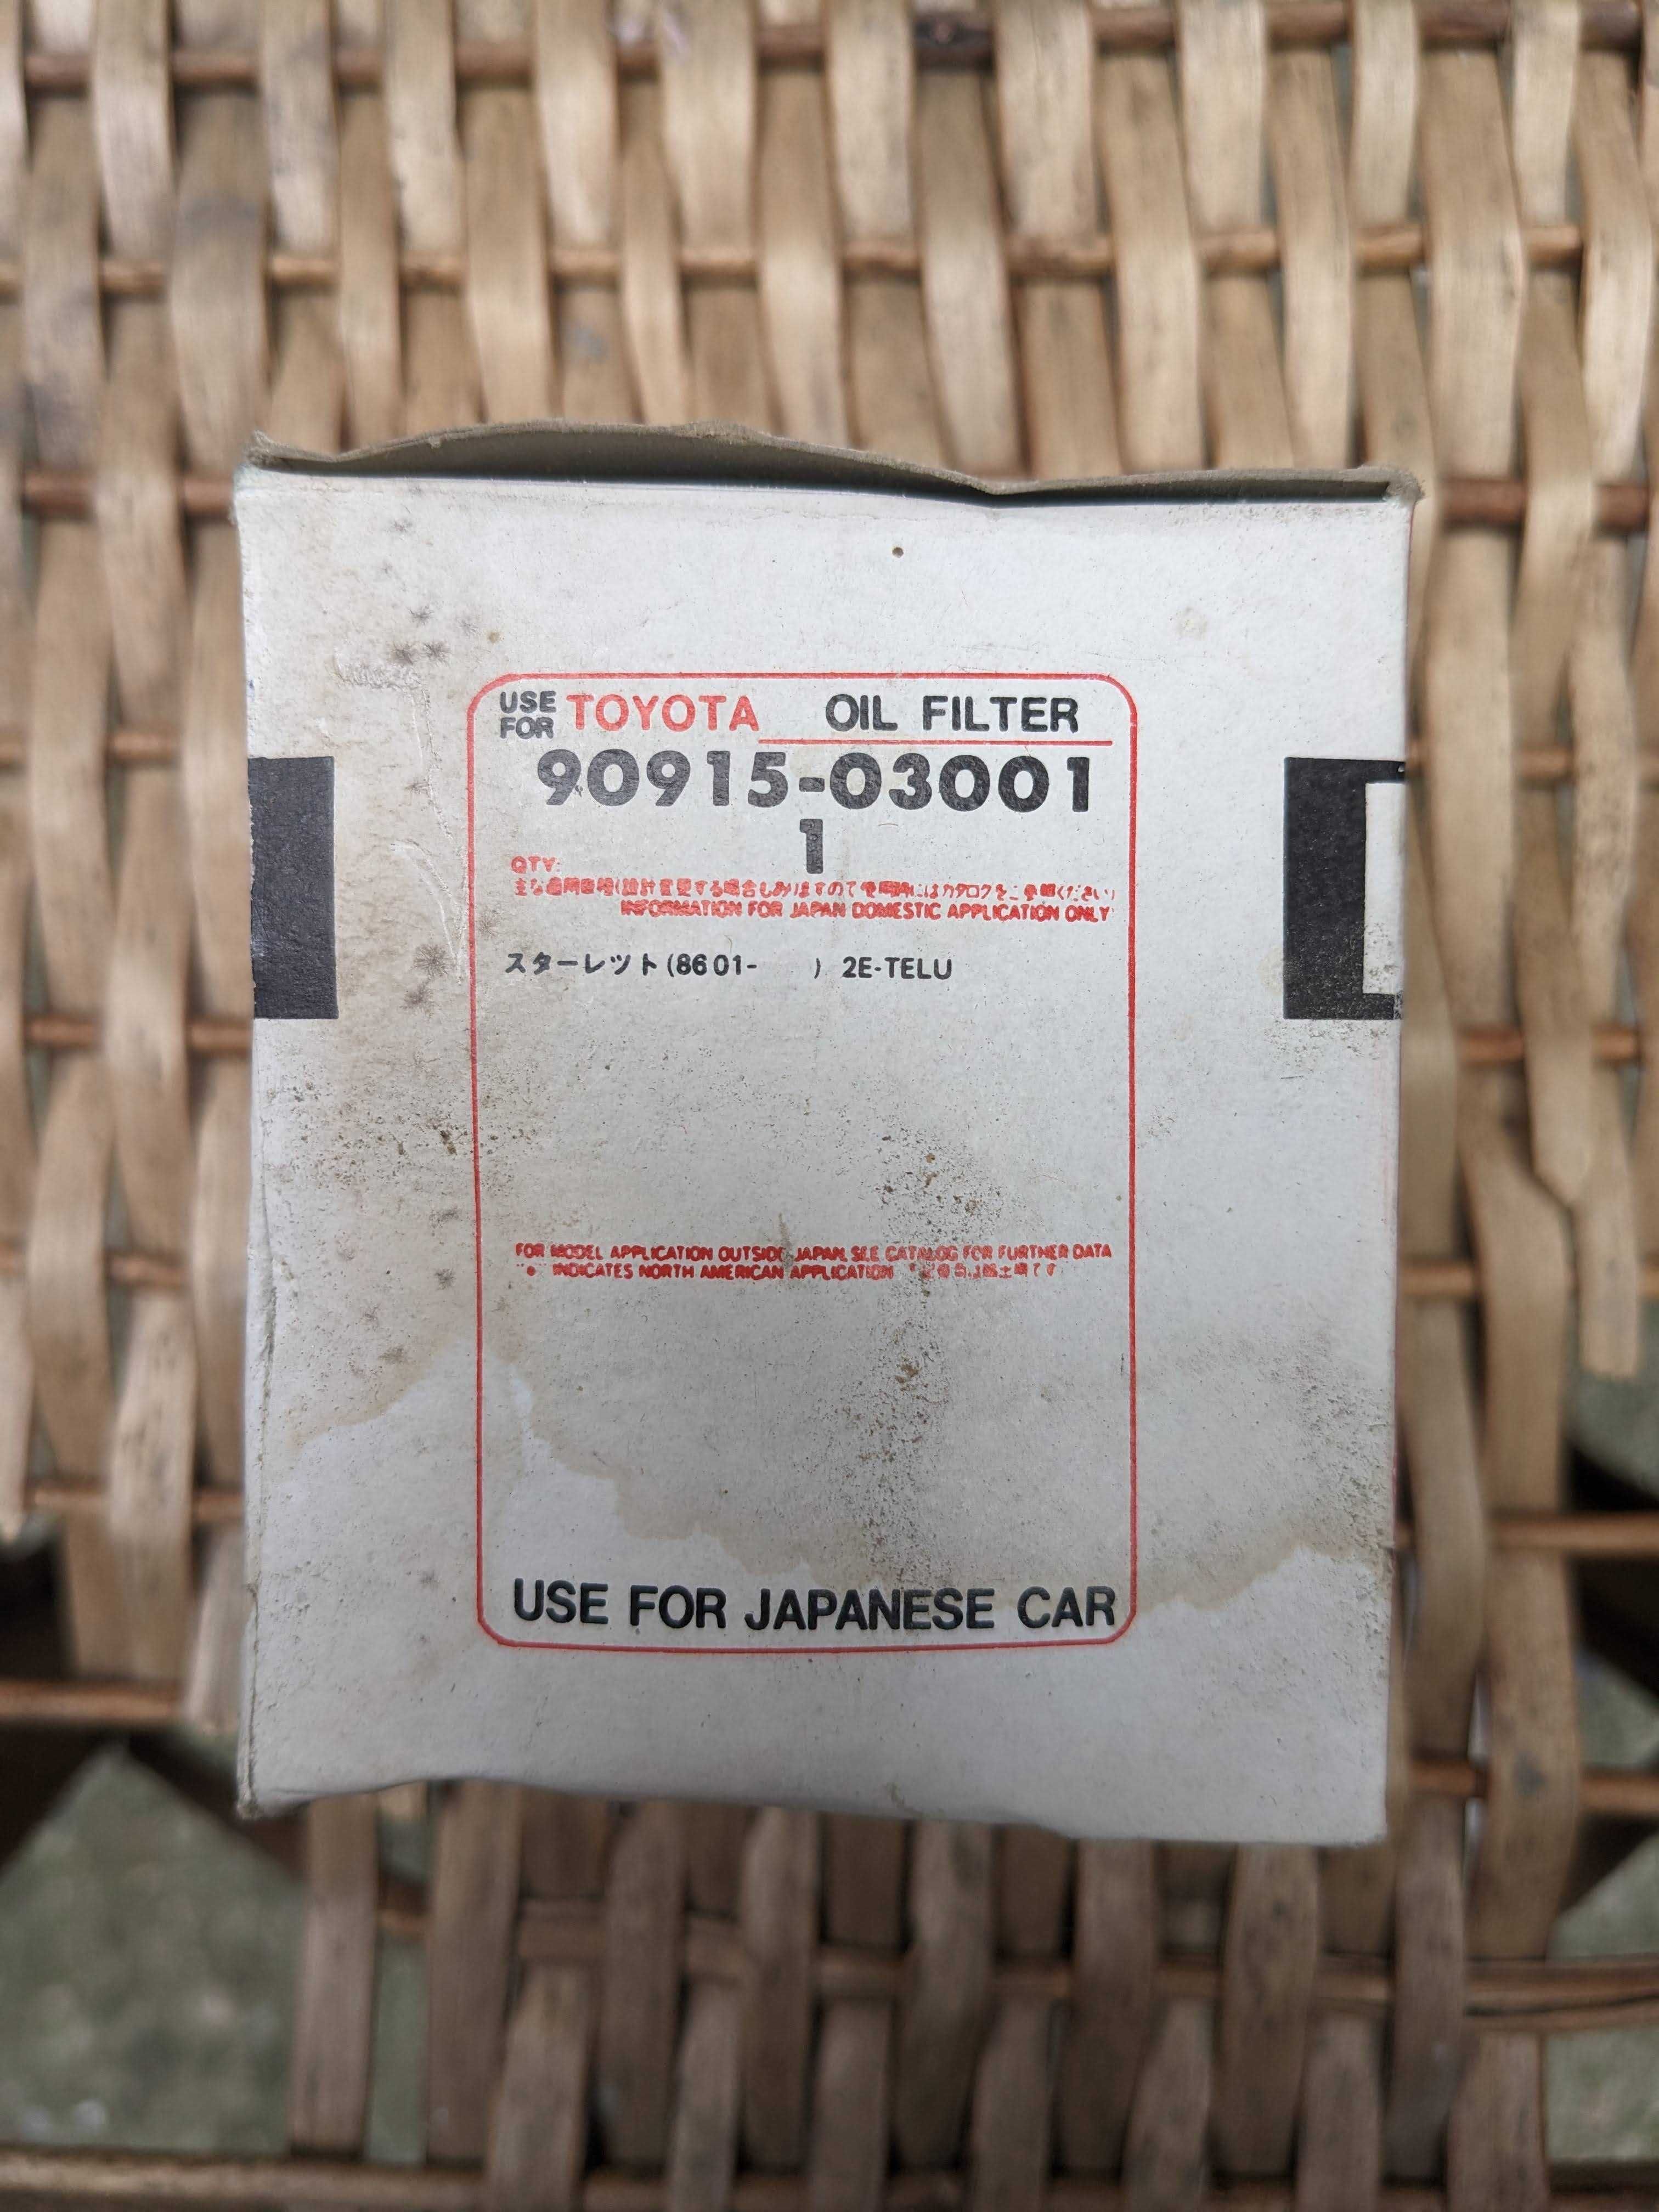 USE FOR TOYOTA OIL FILTER
90915-03001
1
QTY:
INFORMATION FOR JAPAN DOMESTIC APPLICATION ONLY
スターレット(8601- ) 2E-TELU
FOR MODEL APPLICATION OUTSIDE JAPAN, SEE CATALOG FOR FURTHER DATA
INDICATES NORTH AMERICAN APPLICATION
USE FOR JAPANESE CAR